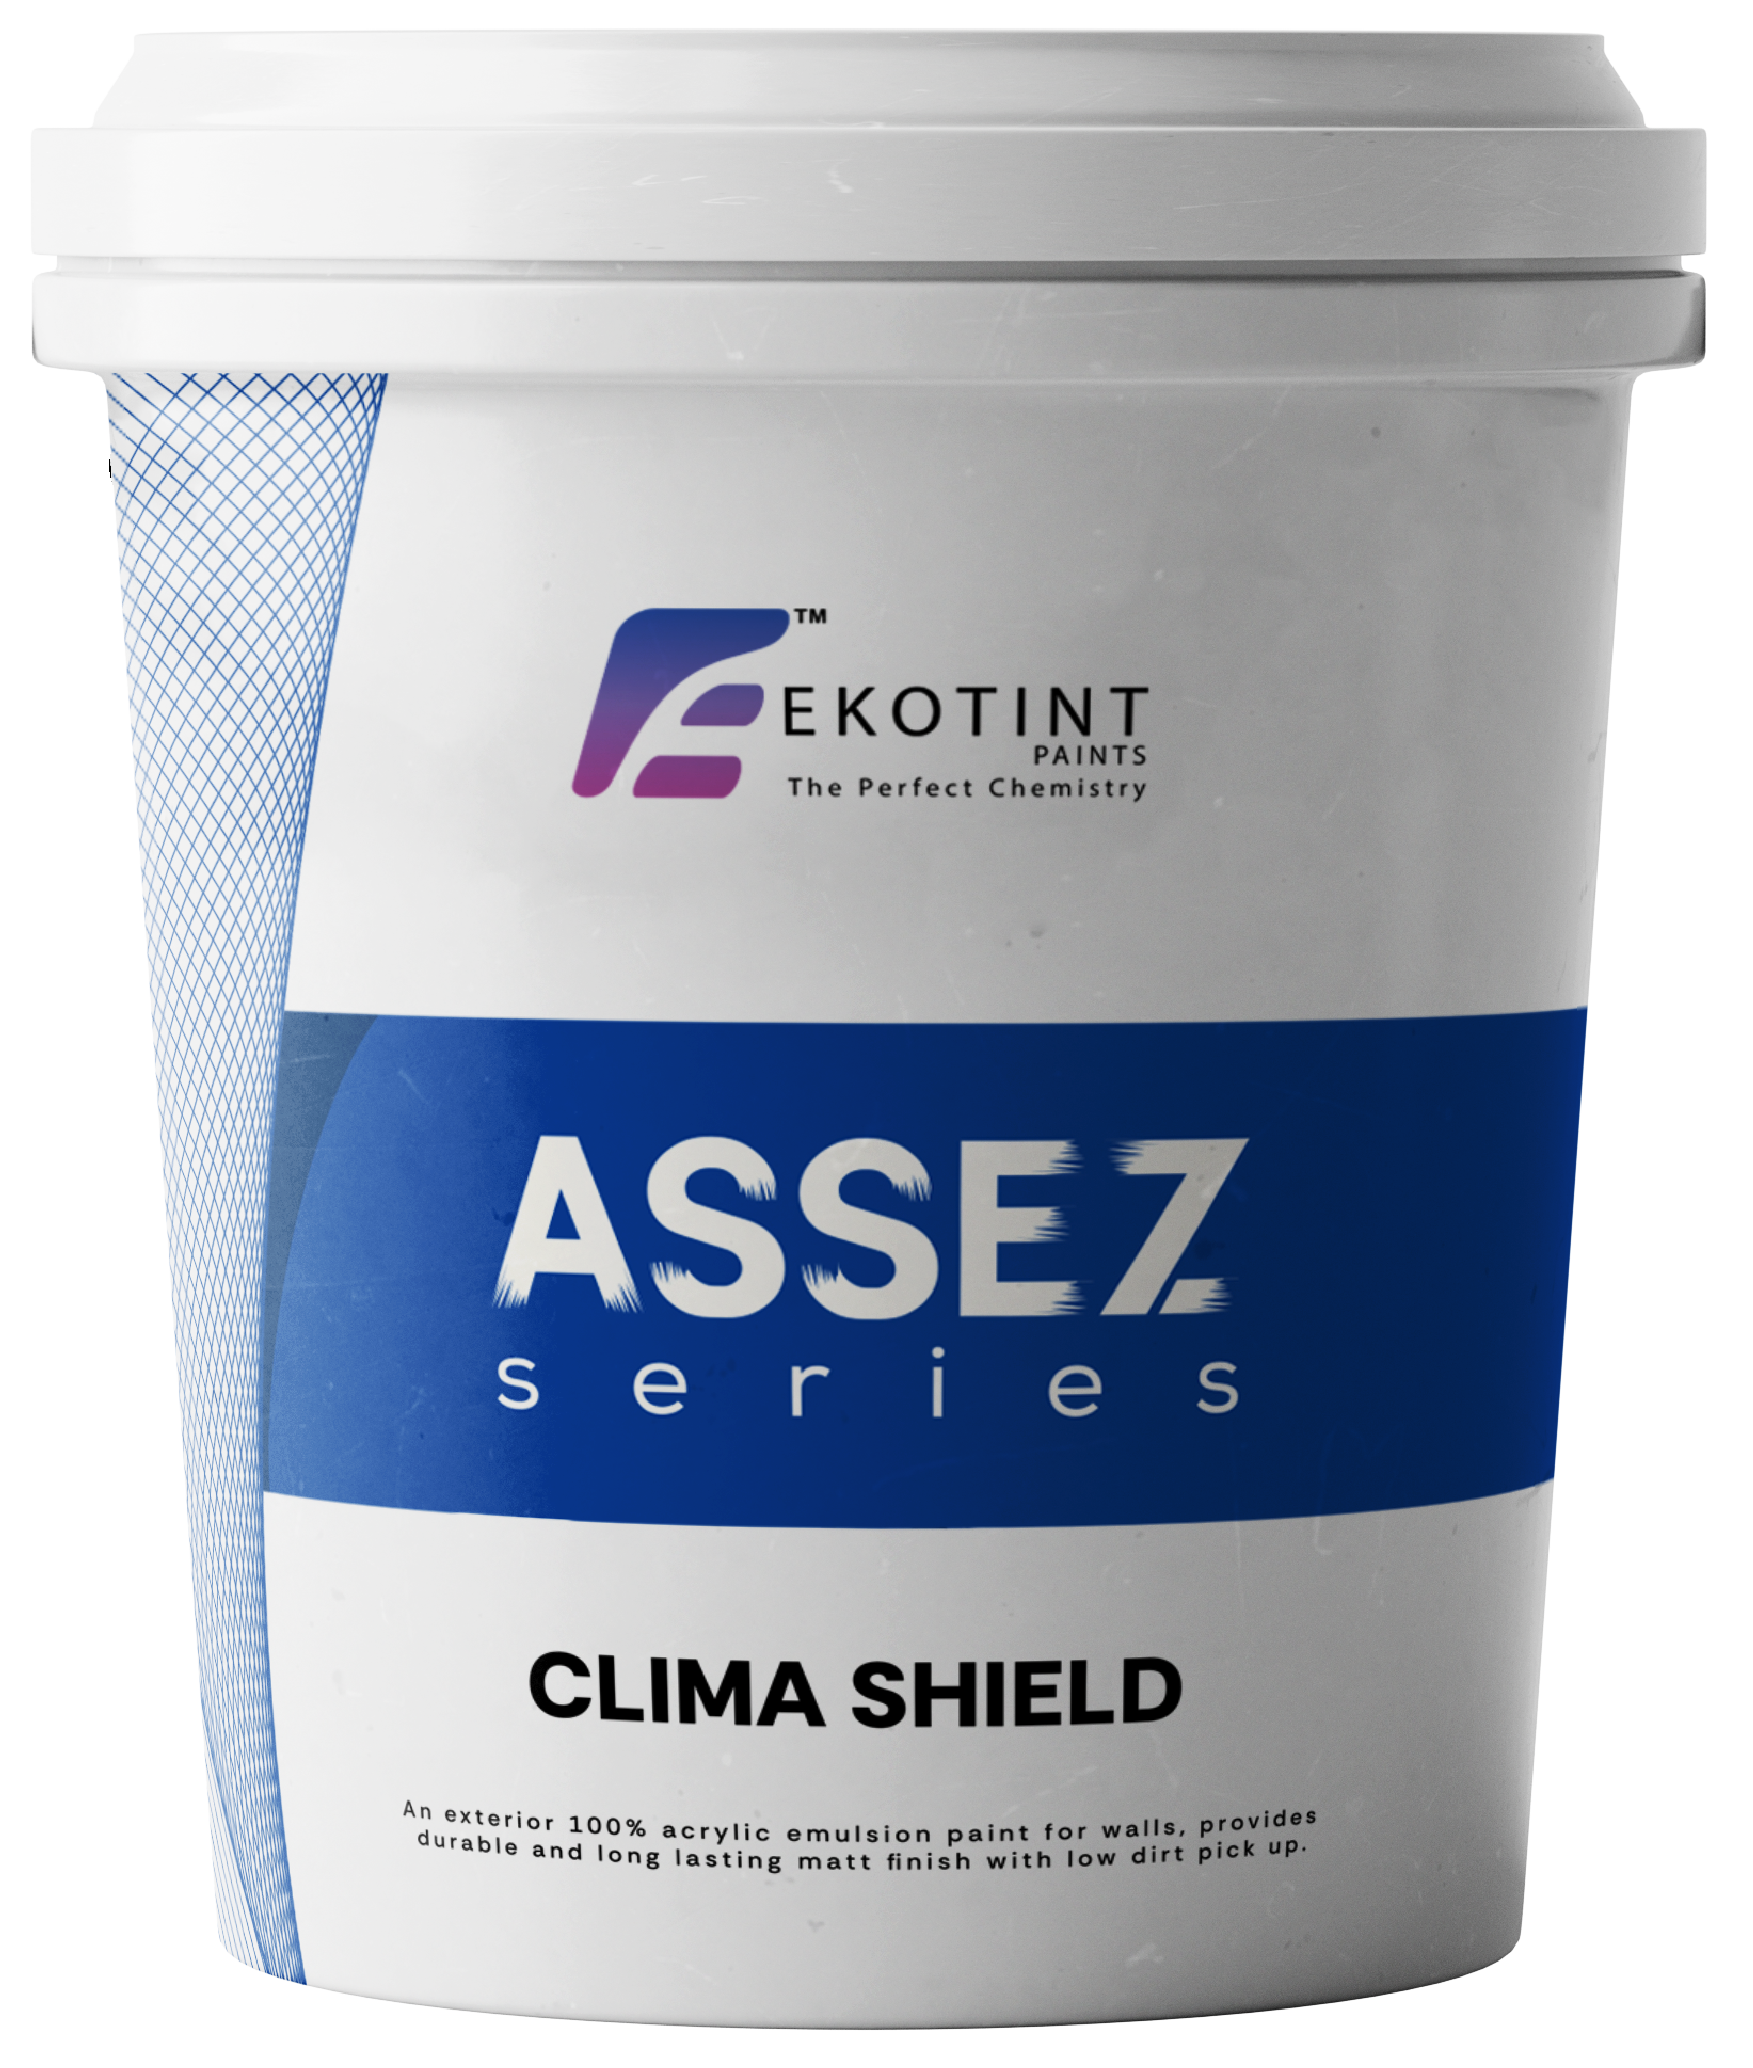 TM
EKOTINT
PAINTS
The Perfect Chemistry
ASSEZ
series
CLIMA SHIELD
An exterior 100% acrylic emulsion paint for walls, provides
durable and long lasting matt finish with low dirt pick up.